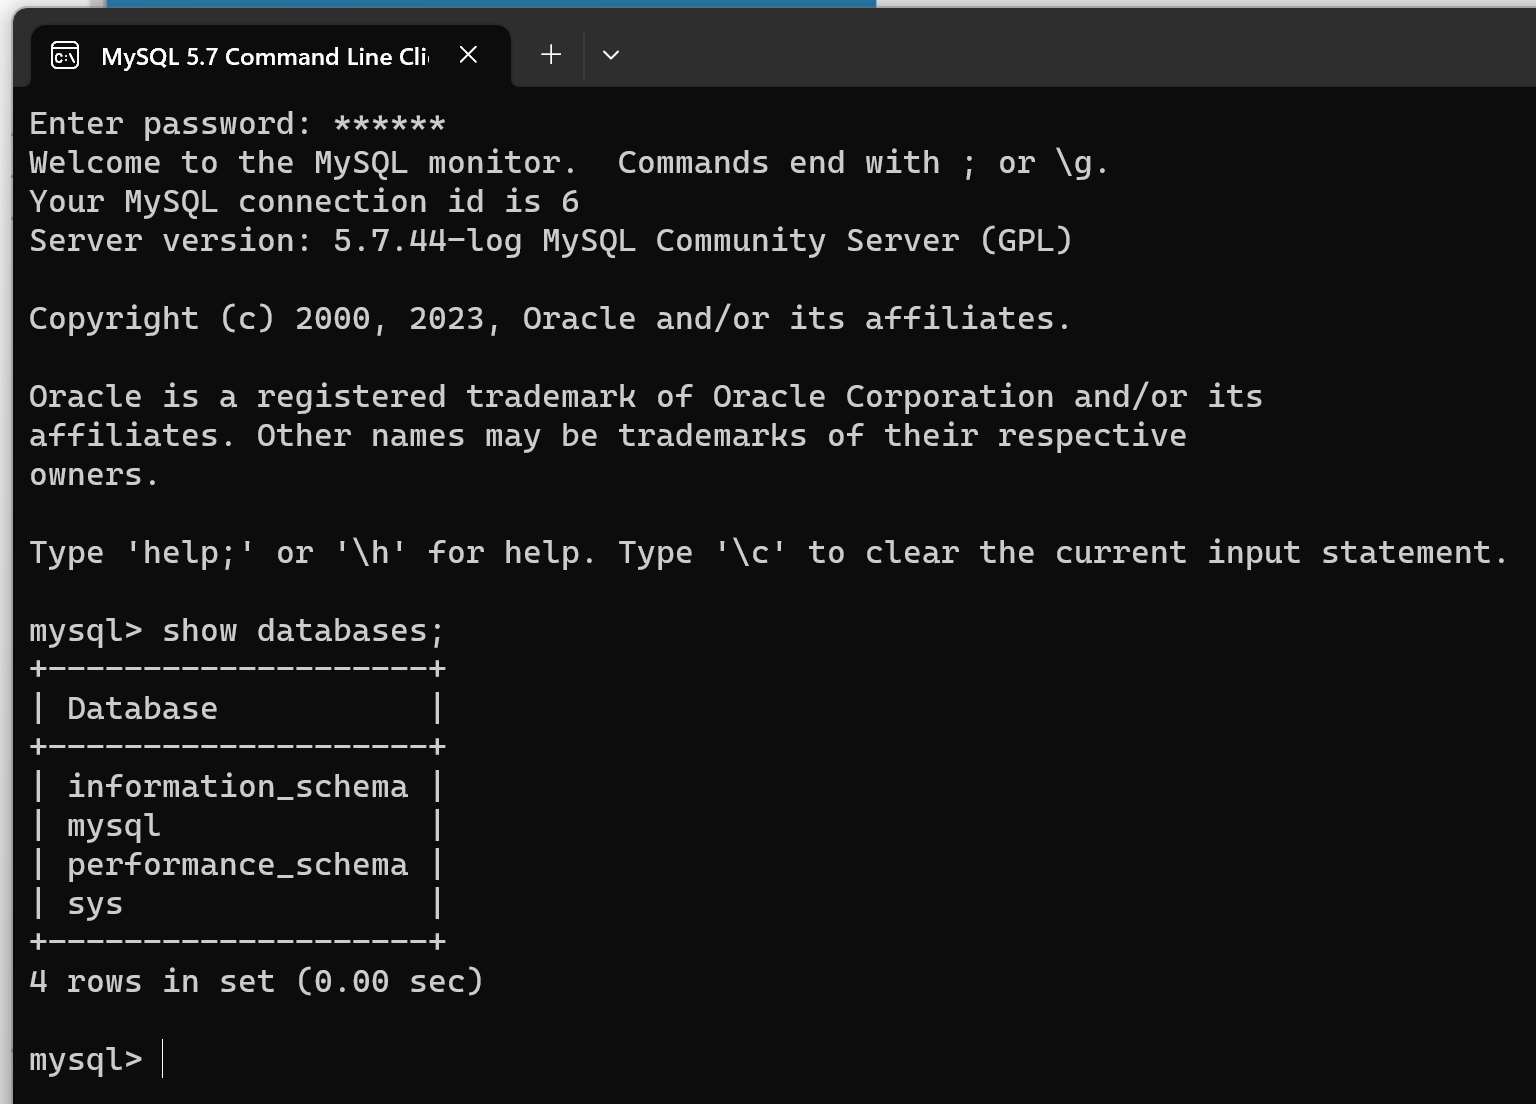 MySQL 5.7 Command Line Cli
Enter password: ******
Welcome to the MySQL monitor.  Commands end with ; or \g.
Your MySQL connection id is 6
Server version: 5.7.44-log MySQL Community Server (GPL)

Copyright (c) 2000, 2023, Oracle and/or its affiliates.

Oracle is a registered trademark of Oracle Corporation and/or its
affiliates. Other names may be trademarks of their respective
owners.

Type 'help;' or '\h' for help. Type '\c' to clear the current input statement.

mysql> show databases;
+--------------------+
| Database           |
+--------------------+
| information_schema |
| mysql              |
| performance_schema |
| sys                |
+--------------------+
4 rows in set (0.00 sec)

mysql>